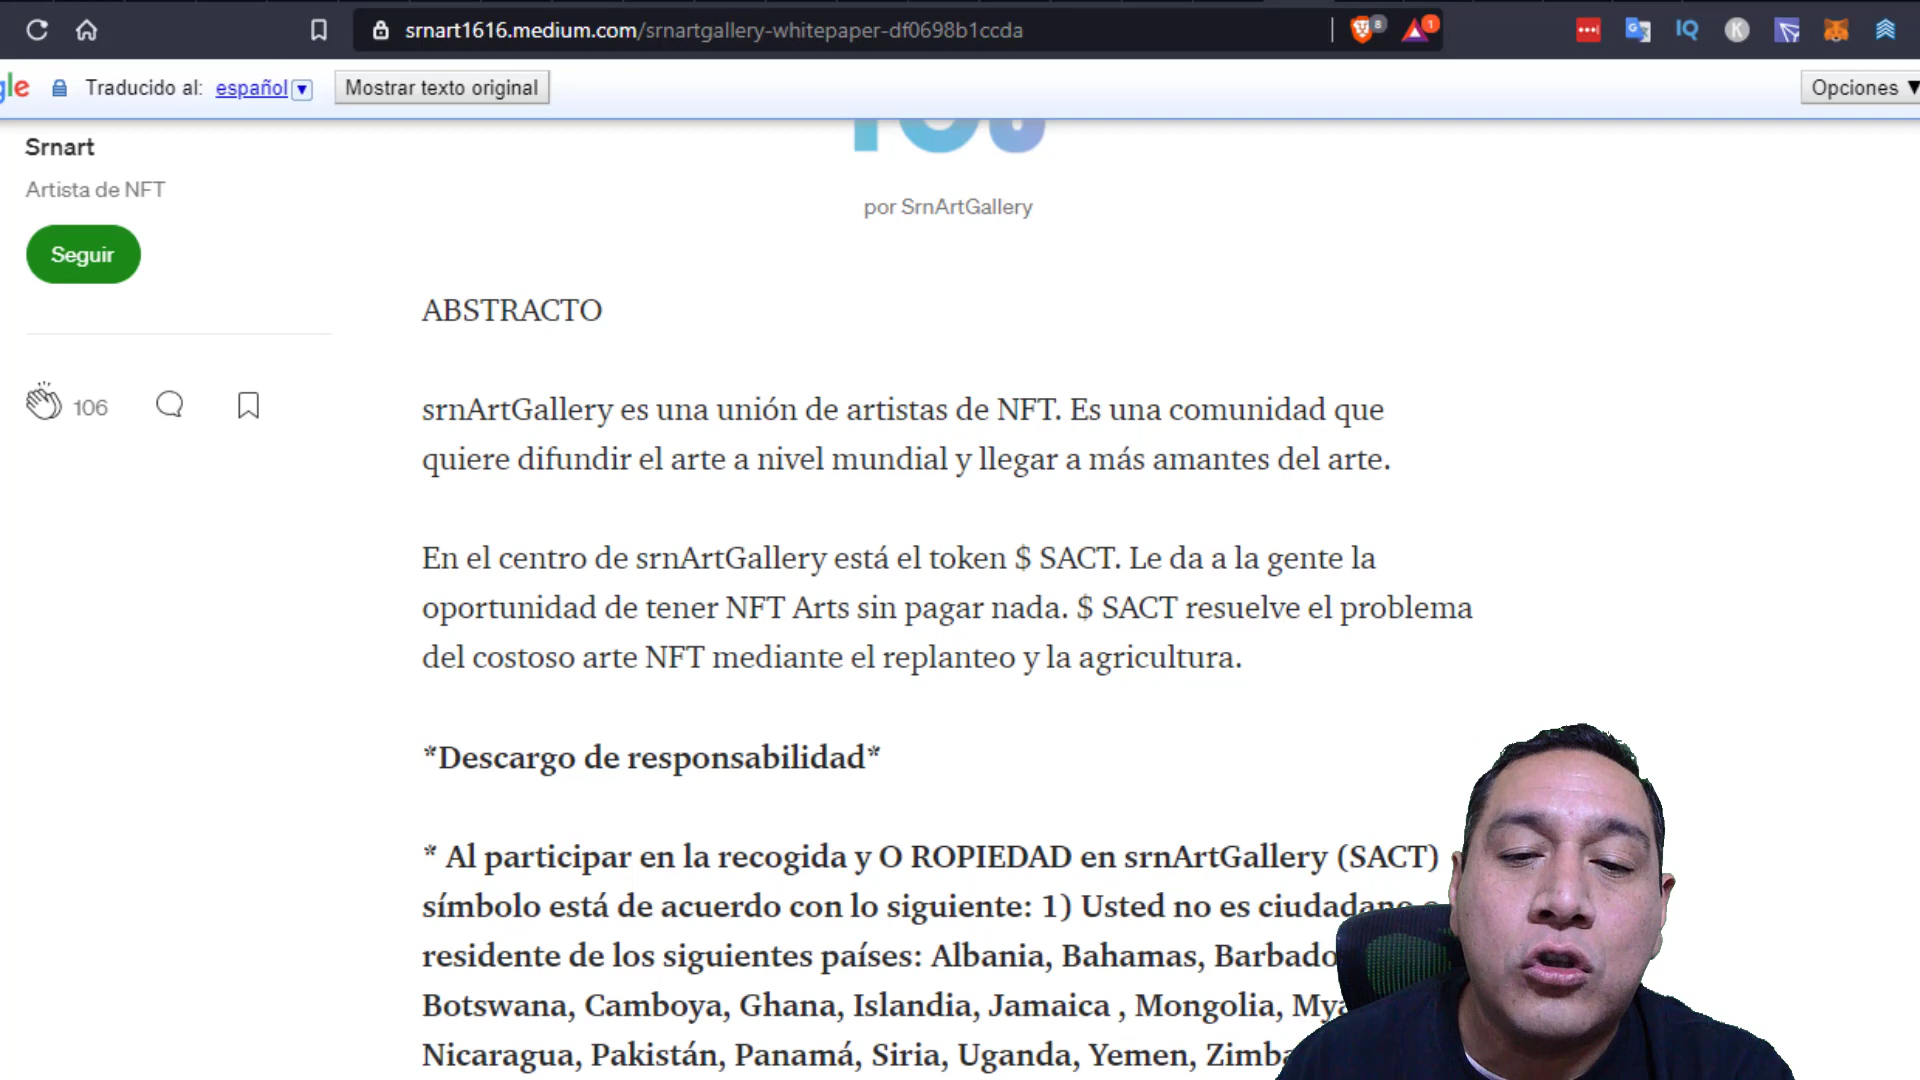 srnart1616.medium.com/srnartgallery-whitepaper-df0698b1ccda
8
1
IQ
K
gle Traducido al: español Mostrar texto original Opciones
Srnart
Artista de NFT
Seguir
106
por SrnArtGallery
ABSTRACTO
srnArtGallery es una unión de artistas de NFT. Es una comunidad que
quiere difundir el arte a nivel mundial y llegar a más amantes del arte.
En el centro de srnArtGallery está el token $ SACT. Le da a la gente la
oportunidad de tener NFT Arts sin pagar nada. $ SACT resuelve el problema
del costoso arte NFT mediante el replanteo y la agricultura.
*Descargo de responsabilidad*
* Al participar en la recogida y O ROPIEDAD en srnArtGallery (SACT)
símbolo está de acuerdo con lo siguiente: 1) Usted no es ciudadano
residente de los siguientes países: Albania, Bahamas, Barbado
Botswana, Camboya, Ghana, Islandia, Jamaica , Mongolia, Mya
Nicaragua, Pakistán, Panamá, Siria, Uganda, Yemen, Zimba